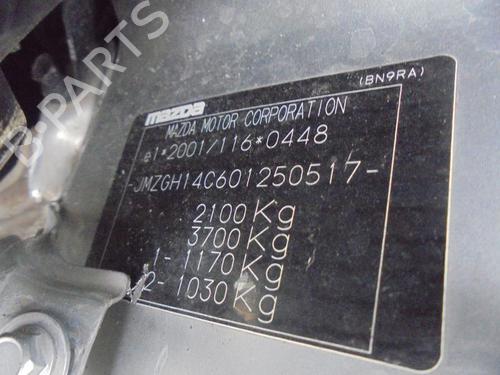 B-PARTS
(BN9RA)
mazda
MAZDA MOTOR CORPORATION
e1*2001/116*0448
-JMZGH14C601250517-
2100Kg
3700Kg
1-1170Kg
2-1030Kg